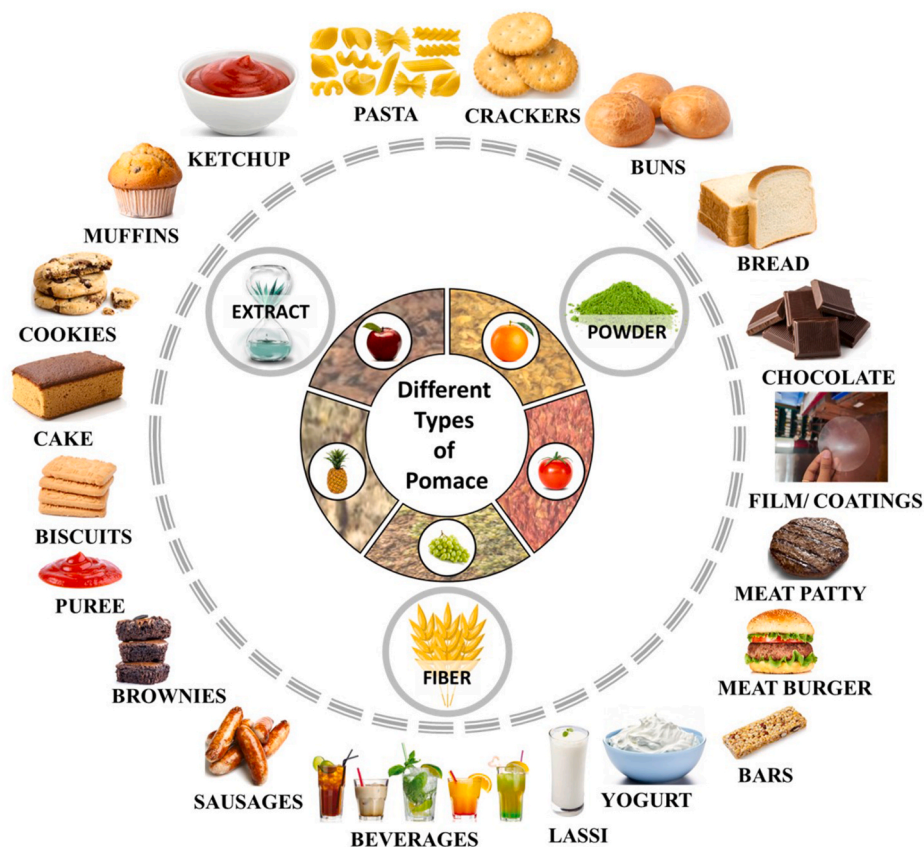 PASTA
CRACKERS
KETCHUP
BUNS
MUFFINS
BREAD
COOKIES
EXTRACT
POWDER
CHOCOLATE
Different
Types
of
Pomace
CAKE
FILM/ COATINGS
BISCUITS
MEAT PATTY
PUREE
FIBER
MEAT BURGER
BROWNIES
BARS
SAUSAGES
YOGURT
BEVERAGES
LASSI